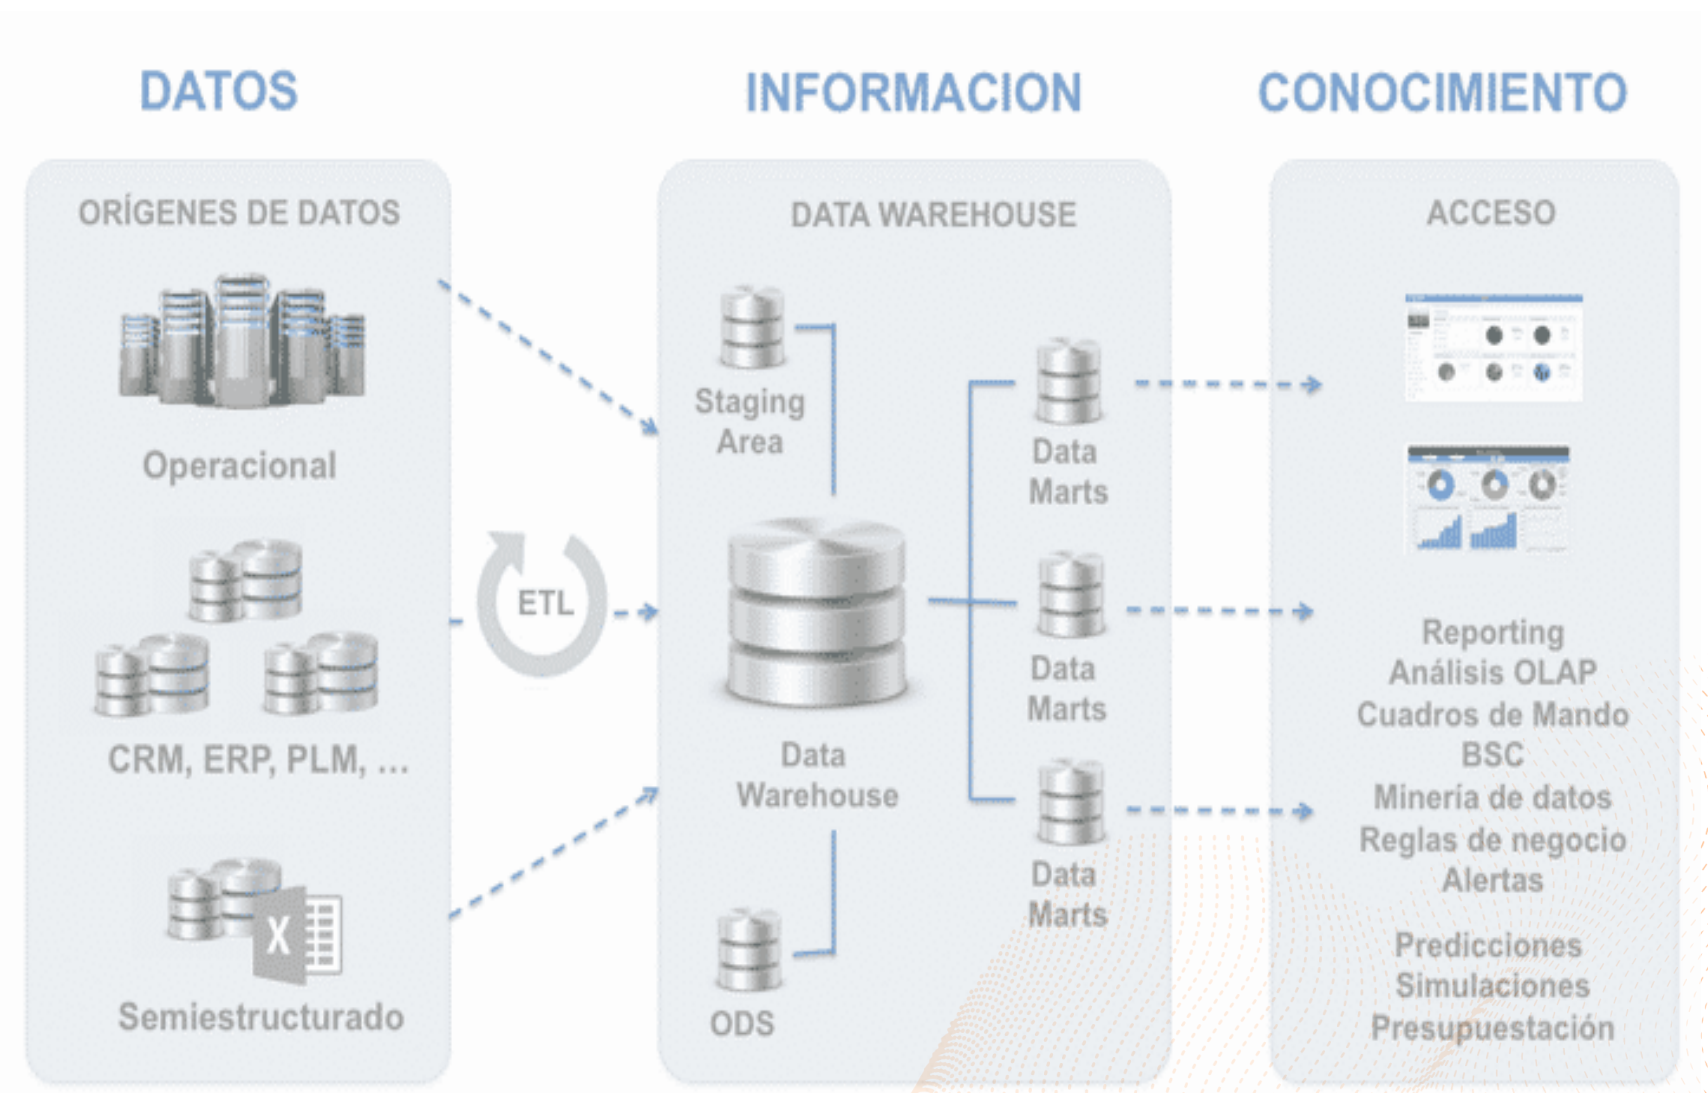 DATOS
INFORMACION
CONOCIMIENTO
ORÍGENES DE DATOS
Operacional
CRM, ERP, PLM, ...
X
Semiestructurado
ETL
DATA WAREHOUSE
Staging
Area
Data
Warehouse
ODS
Data
Marts
Data
Marts
Data
Marts
ACCESO
Reporting
Análisis OLAP
Cuadros de Mando
BSC
Minería de datos
Reglas de negocio
Alertas
Predicciones
Simulaciones
Presupuestación